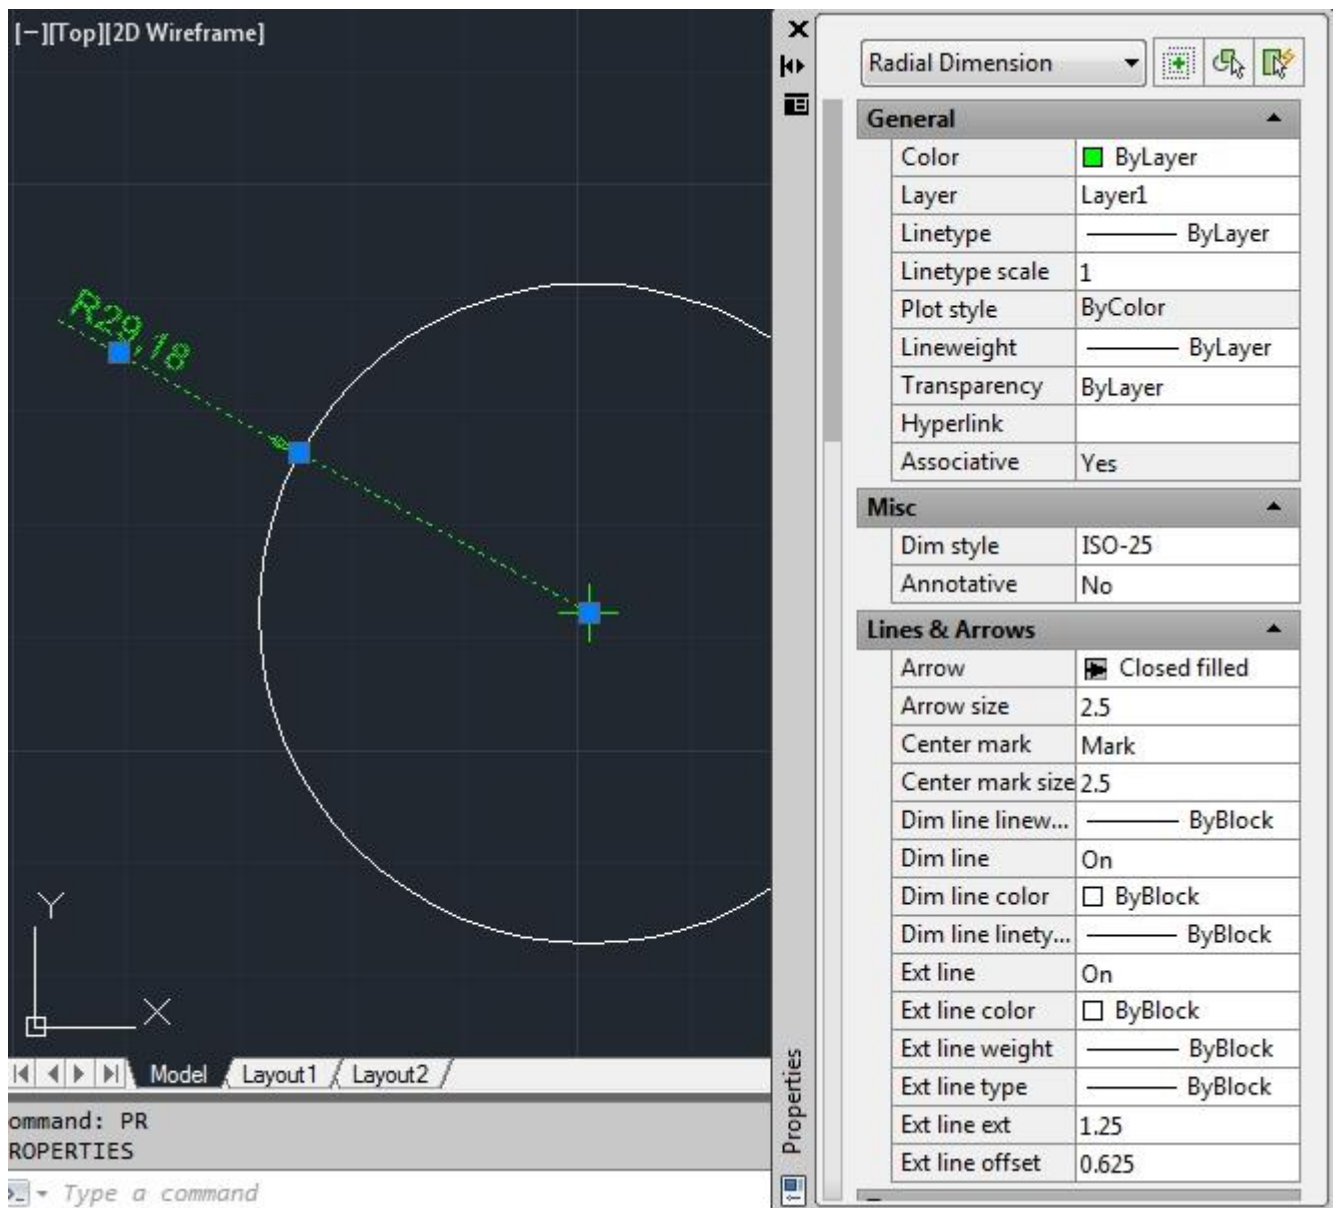 [−][Top][2D Wireframe]
R29,18
Y
X
Model Layout1 Layout2
ommand: PR
ROPERTIES
Type a command
Properties
Radial Dimension
General
Color ByLayer
Layer Layer1
Linetype ByLayer
Linetype scale 1
Plot style ByColor
Lineweight ByLayer
Transparency ByLayer
Hyperlink
Associative Yes
Misc
Dim style ISO-25
Annotative No
Lines & Arrows
Arrow Closed filled
Arrow size 2.5
Center mark Mark
Center mark size 2.5
Dim line linew... ByBlock
Dim line On
Dim line color ByBlock
Dim line linety... ByBlock
Ext line On
Ext line color ByBlock
Ext line weight ByBlock
Ext line type ByBlock
Ext line ext 1.25
Ext line offset 0.625